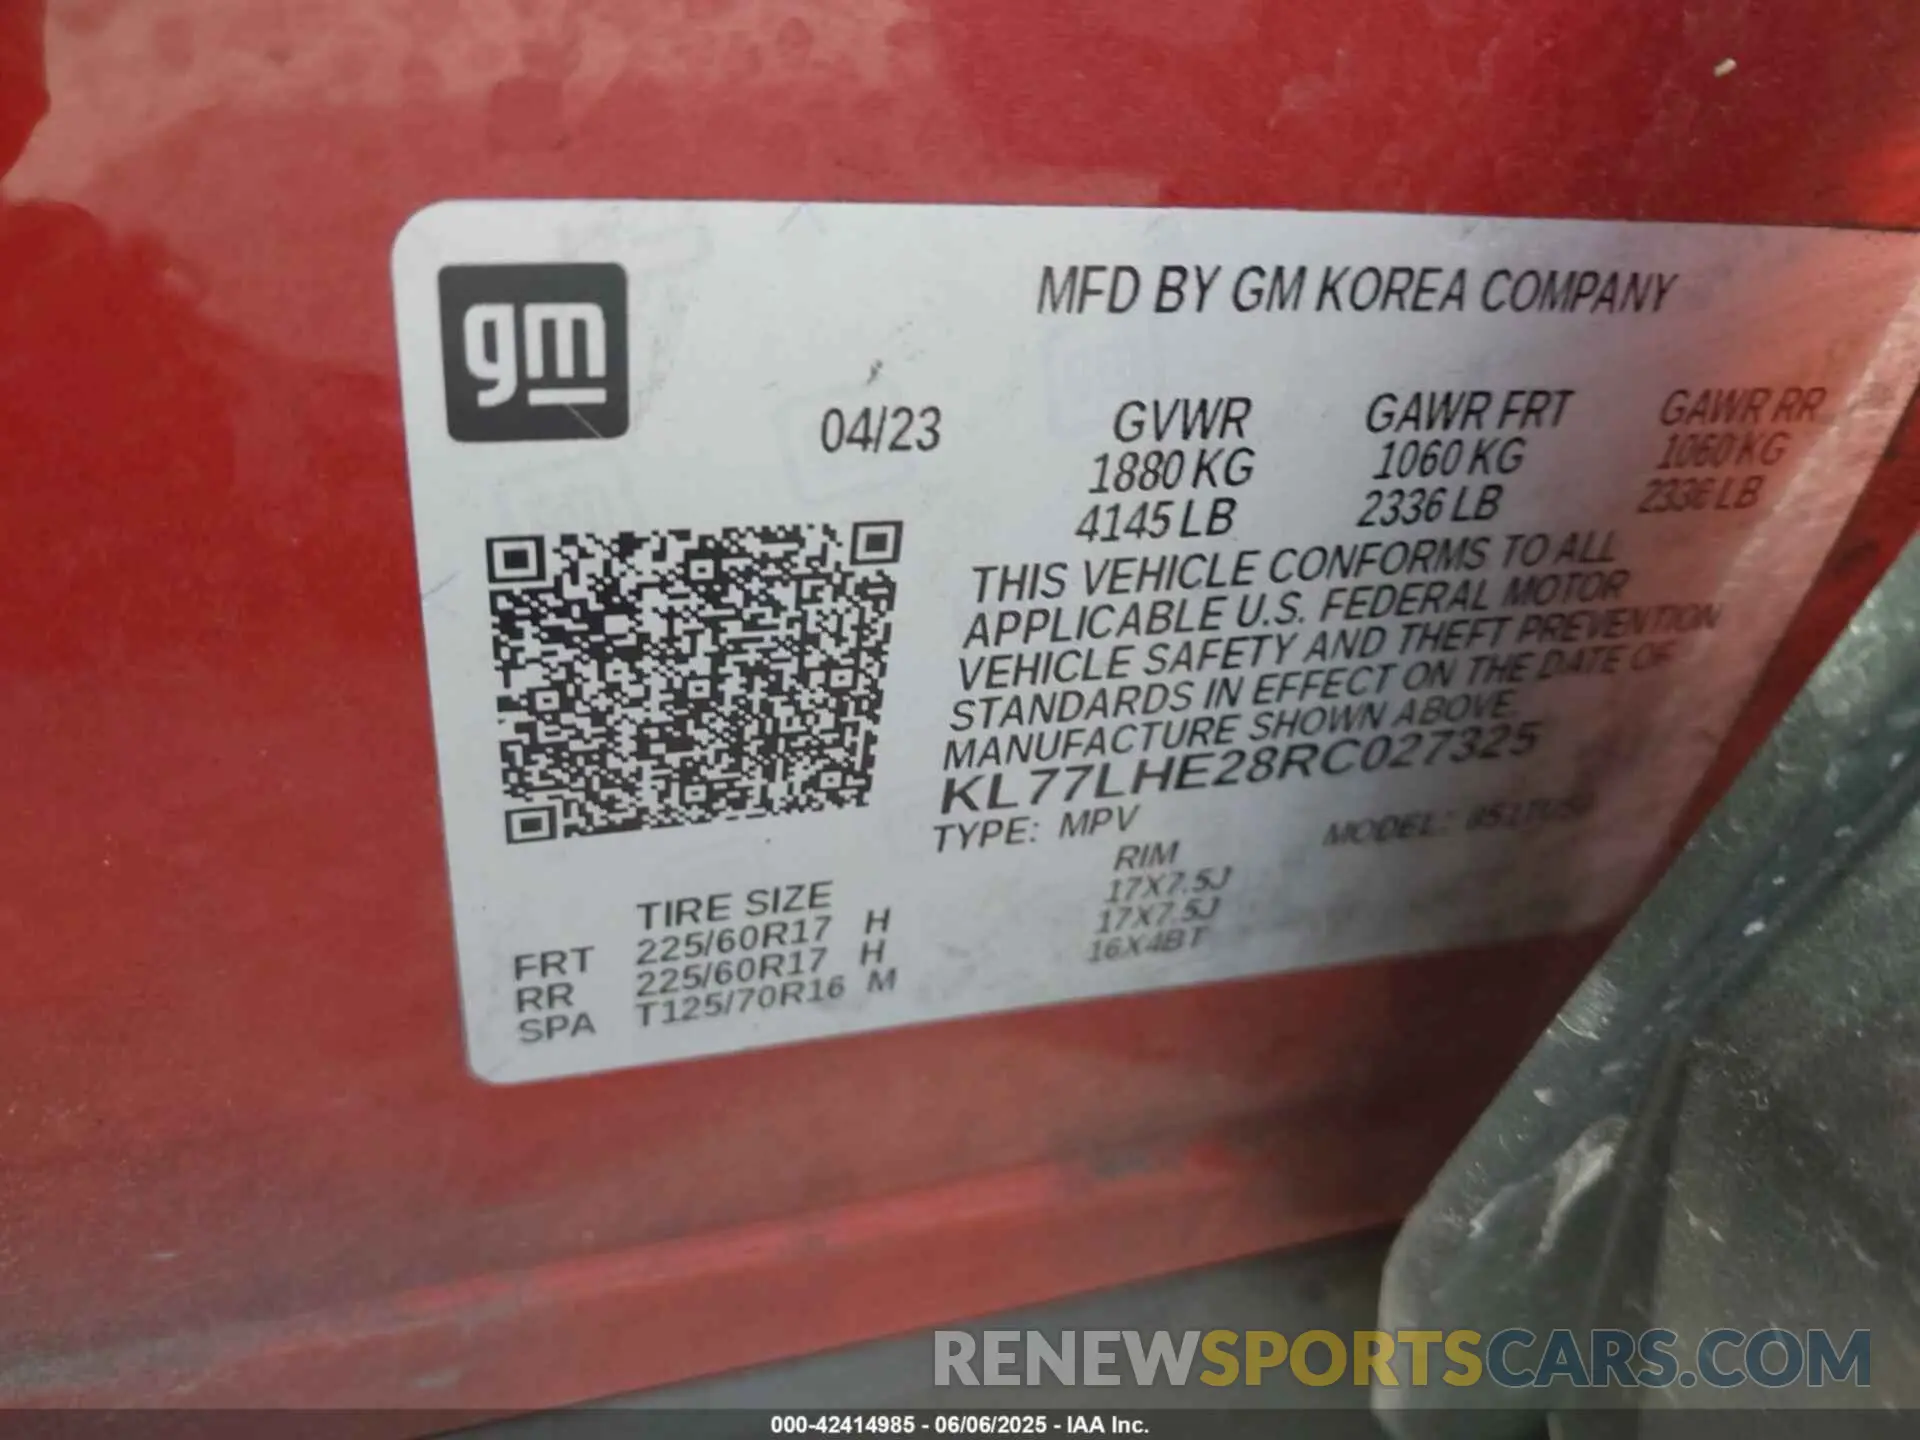 gm
MFD BY GM KOREA COMPANY
04/23
GVWR GAWR FRT GAWR RR
1880 KG 1060 KG 1060 KG
4145 LB 2336 LB 2336 LB
THIS VEHICLE CONFORMS TO ALL
APPLICABLE U.S. FEDERAL MOTOR
VEHICLE SAFETY AND THEFT PREVENTION
STANDARDS IN EFFECT ON THE DATE OF
MANUFACTURE SHOWN ABOVE
KL77LHE28RC027325
TYPE: MPV MODEL:
TIRE SIZE RIM
FRT 225/60R17 H 17X7.5J
RR 225/60R17 H 17X7.5J
SPA T125/70R16 M 16X4BT
RENEWSPORTSCARS.COM
000-42414985 - 06/06/2025 - IAA Inc.